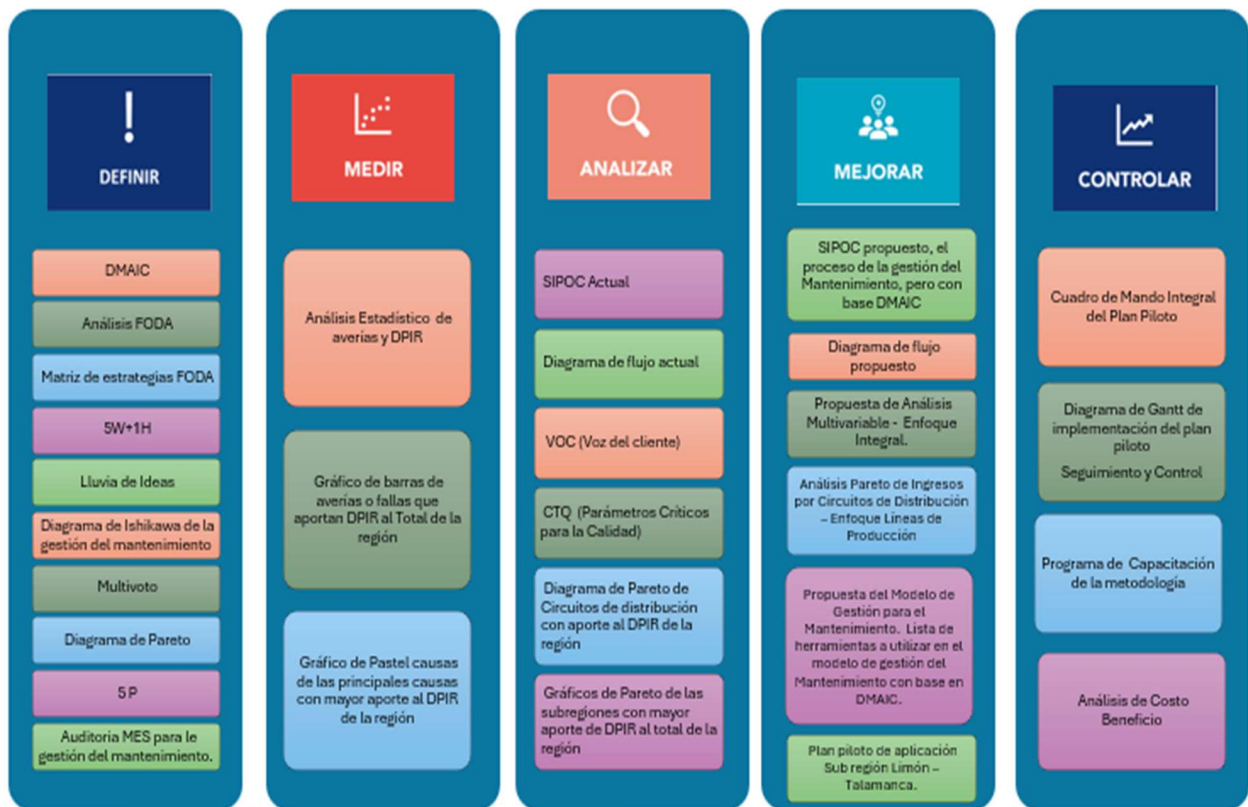 !
DEFINIR
DMAIC
Análisis FODA
Matriz de estrategias FODA
5W+1H
Lluvia de Ideas
Diagrama de Ishikawa de la
gestión del mantenimiento
Multivoto
Diagrama de Pareto
5 P
Auditoria MES para le
gestión del mantenimiento.
MEDIR
Análisis Estadístico de
averías y DPIR
Gráfico de barras de
averías o fallas que
aportan DPIR al Total de la
región
Gráfico de Pastel causas
de las principales causas
con mayor aporte al DPIR
de la región
ANALIZAR
SIPOC Actual
Diagrama de flujo actual
VOC (Voz del cliente)
CTQ (Parámetros Críticos
para la Calidad)
Diagrama de Pareto de
Circuitos de distribución
con aporte al DPIR de la
región
Gráficos de Pareto de las
subregiones con mayor
aporte de DPIR al total de la
región
MEJORAR
SIPOC propuesto, el
proceso de la gestión del
Mantenimiento, pero con
base DMAIC
Diagrama de flujo
propuesto
Propuesta de Análisis
Multivariable - Enfoque
Integral.
Análisis Pareto de Ingresos
por Circuitos de Distribución
– Enfoque Líneas de
Producción
Propuesta del Modelo de
Gestión para el
Mantenimiento. Lista de
herramientas a utilizar en el
modelo de gestión del
Mantenimiento con base en
DMAIC.
Plan piloto de aplicación
Sub región Limón –
Talamanca.
CONTROLAR
Cuadro de Mando Integral
del Plan Piloto
Diagrama de Gantt de
implementación del plan
piloto
Seguimiento y Control
Programa de Capacitación
de la metodología
Análisis de Costo
Beneficio